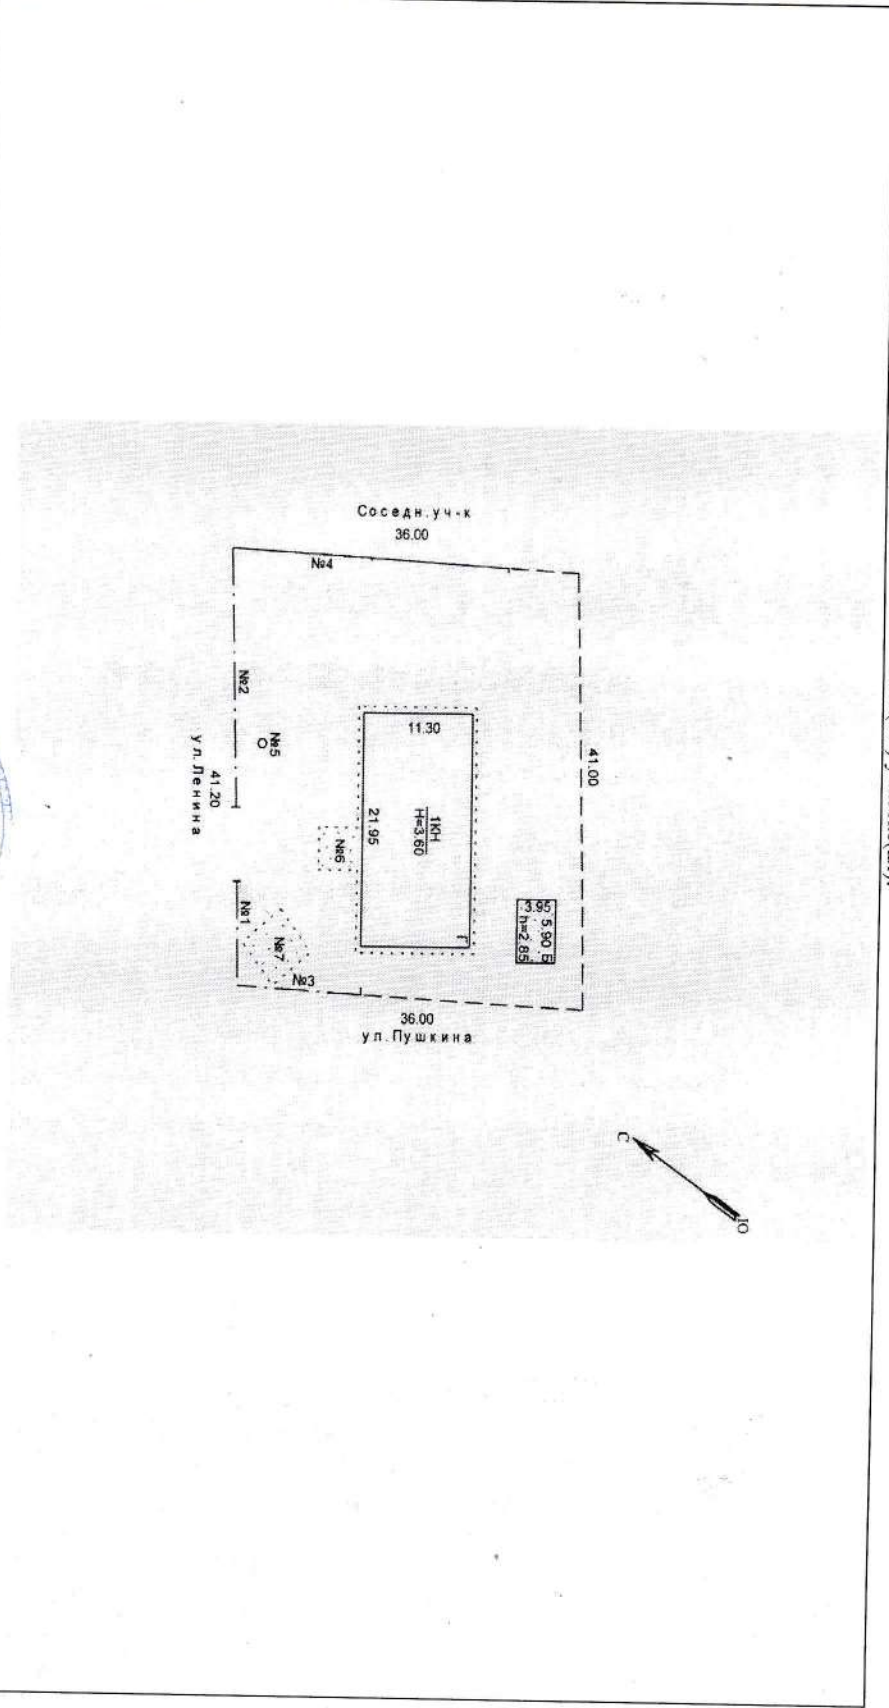 Соседн.уч-к
36.00
№4
№2
№5
41.20
ул.Ленина
11.30
21.95
1КН
H=3.60
Г
41.00
3.95
5.90
Б
h=2.85
№6
№1
№7
№3
36.00
ул.Пушкина
С
Ю